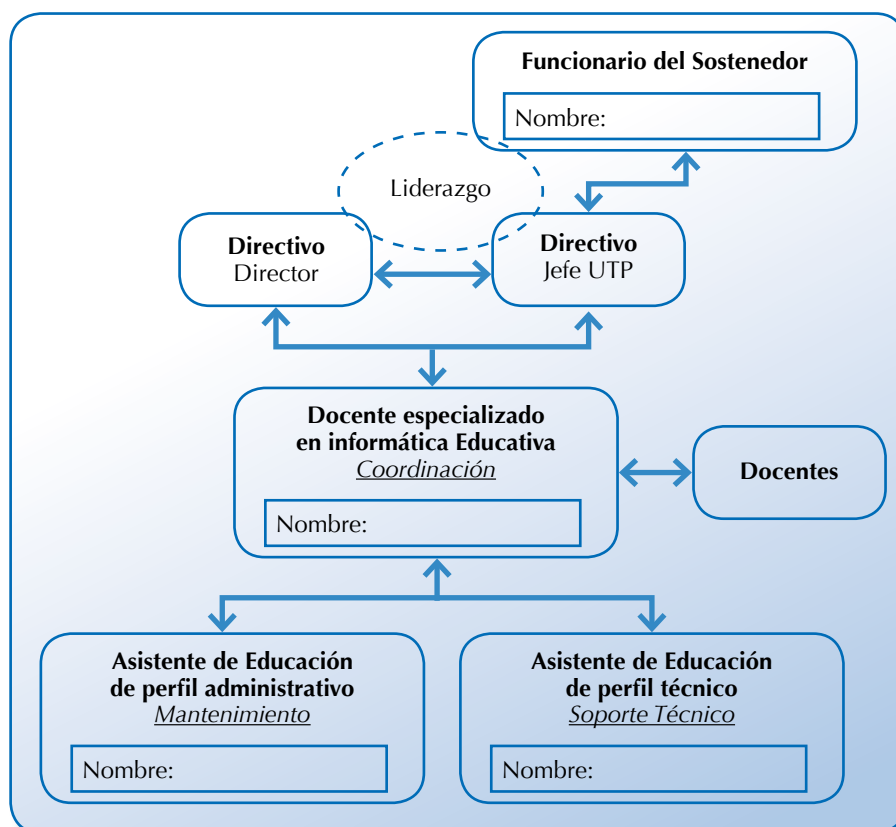 Funcionario del Sostenedor
Nombre:
Liderazgo
Directivo
Director
Directivo
Jefe UTP
Docente especializado
en informática Educativa
Coordinación
Nombre:
Docentes
Asistente de Educación
de perfil administrativo
Mantenimiento
Nombre:
Asistente de Educación
de perfil técnico
Soporte Técnico
Nombre: